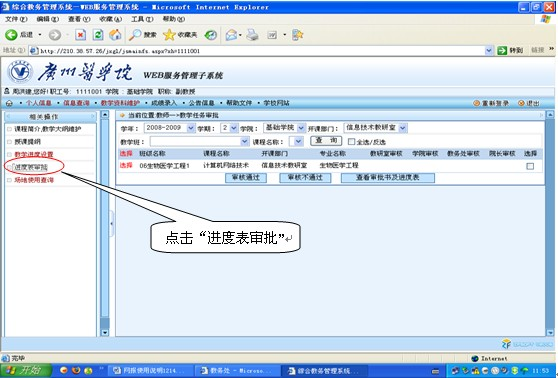 综合教务管理系统--WEB服务管理系统 - Microsoft Internet Explorer
文件(F) 编辑(E) 查看(V) 收藏(A) 工具(T) 帮助(H)
后退 搜索 收藏夹
地址(D) http://210.38.57.26/jxgl/jsmainfs.aspx?xh=1111001 转到 链接 »
广州医学院 WEB服务管理子系统
周洪建,您好!职工号: 1111001 学院: 基础学院 职称: 副教授
个人信息 信息查询 教学资料维护 成绩录入 公告信息 帮助文件 学校网站 重新登录 退出
相关操作
课程简介,教学大纲维护
授课提纲
教学进度设置
进度表审批
场地使用查询
当前位置:教师-->教学任务审批
学年: 2008-2009 学期: 2 学院: 基础学院 开课部门: 信息技术教研室
教学班: 课程名称: 查 询 全选/反选
选择 班级名称 课程名称 开课部门 专业名称 教研室审核 学院审核 教务处审核 院长审核 选择
选择 06生物医学工程1 计算机网络技术 信息技术教研室 生物医学工程
审核通过 审核不通过 查看审批书及进度表
点击“进度表审批”
完毕 Internet
开始 网报使用说明1214... 教务处 - Micros... 综合教务管理系统... 11:53